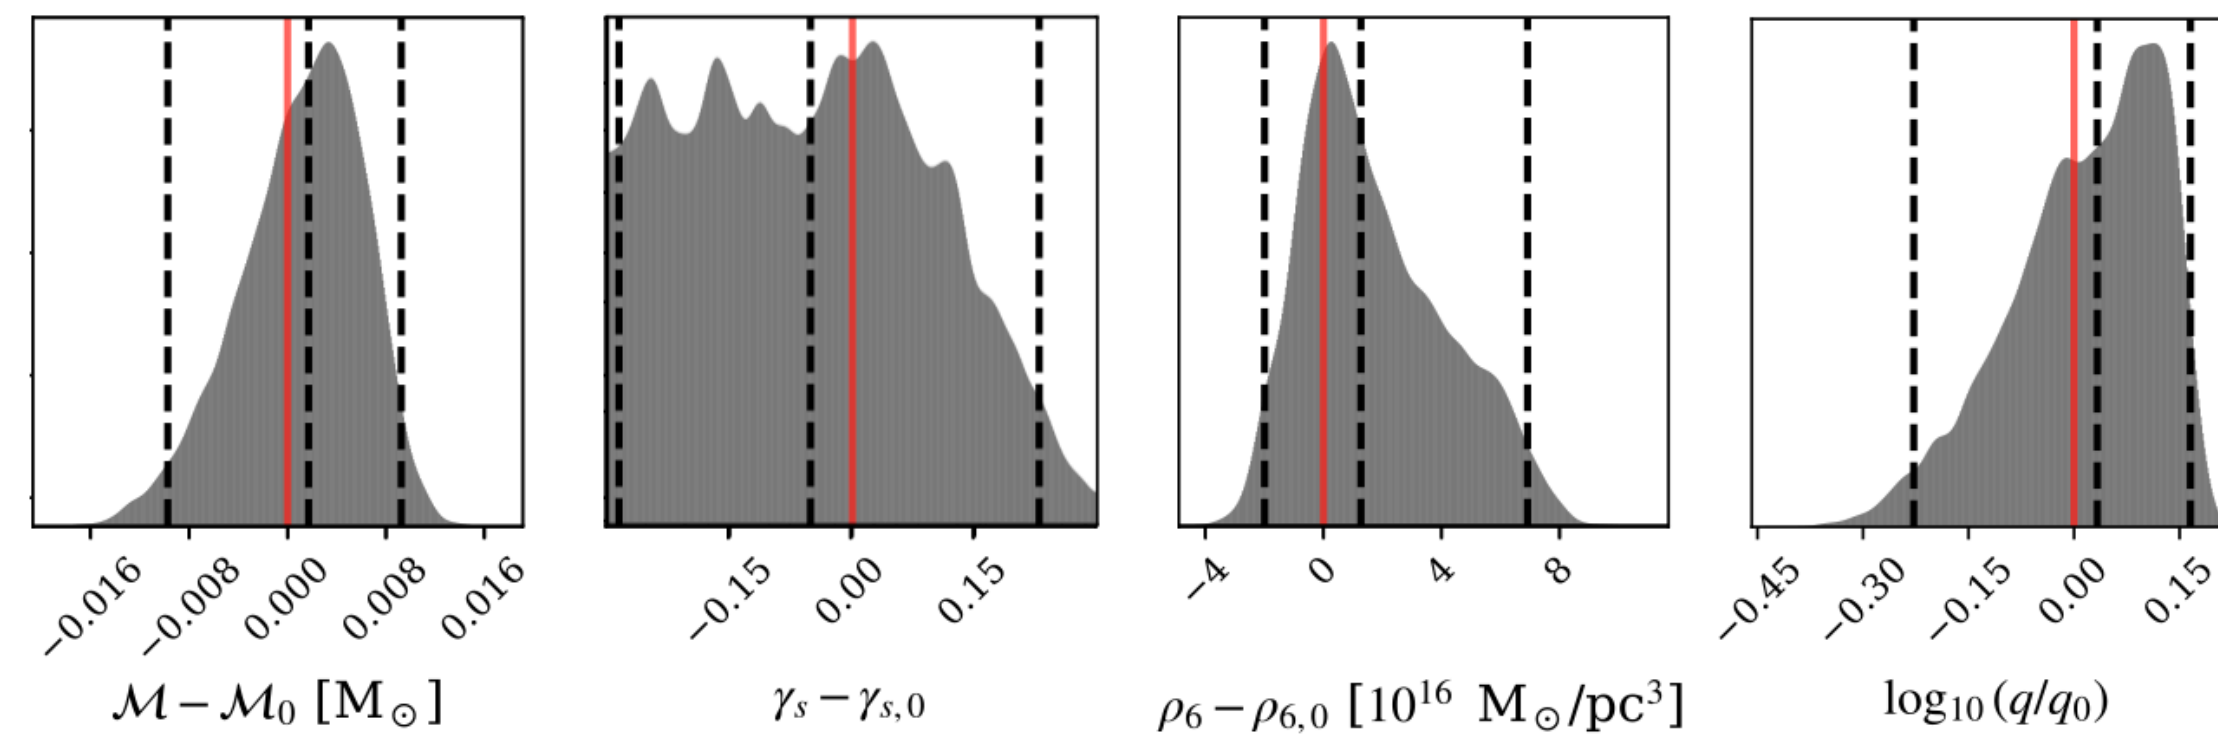 −0.016 −0.008 0.000 0.008 0.016
ℳ − ℳ₀ [M☉]
−0.15 0.00 0.15
γₛ − γₛ,₀
−4 0 4 8
ρ₆ − ρ₆,₀ [10¹⁶ M☉/pc³]
−0.45 −0.30 −0.15 0.00 0.15
log₁₀(q/q₀)